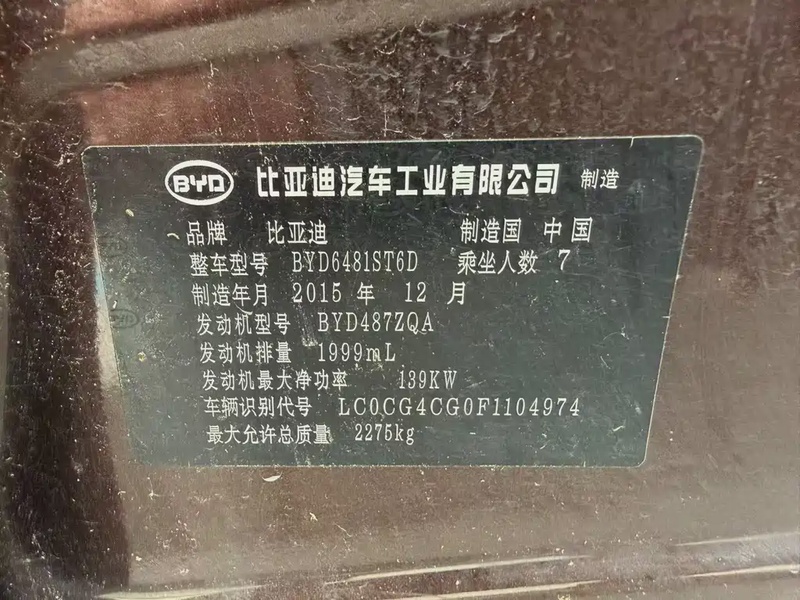 BYD 比亚迪汽车工业有限公司 制造
品牌 比亚迪 制造国 中国
整车型号 BYD6481ST6D 乘坐人数 7
制造年月 2015 年 12 月
发动机型号 BYD487ZQA
发动机排量 1999mL
发动机最大净功率 139KW
车辆识别代号 LC0CG4CG0F1104974
最大允许总质量 2275kg